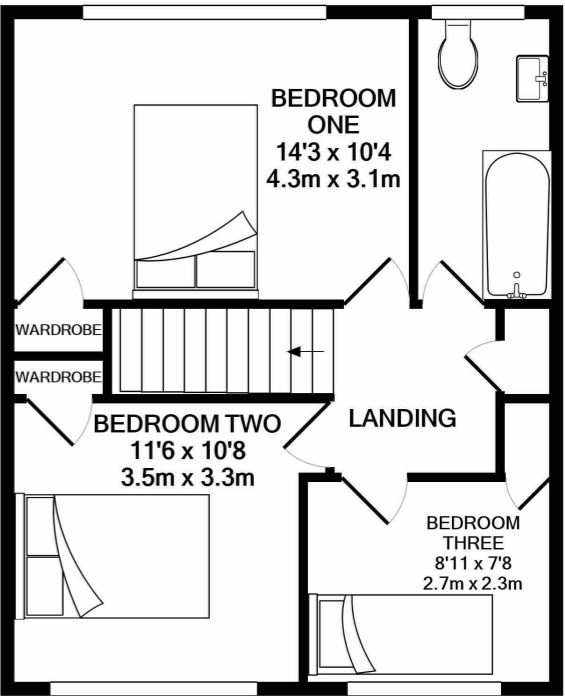 BEDROOM
ONE
14'3 x 10'4
4.3m x 3.1m
WARDROBE
WARDROBE
BEDROOM TWO
11'6 x 10'8
3.5m x 3.3m
LANDING
BEDROOM
THREE
8'11 x 7'8
2.7m x 2.3m